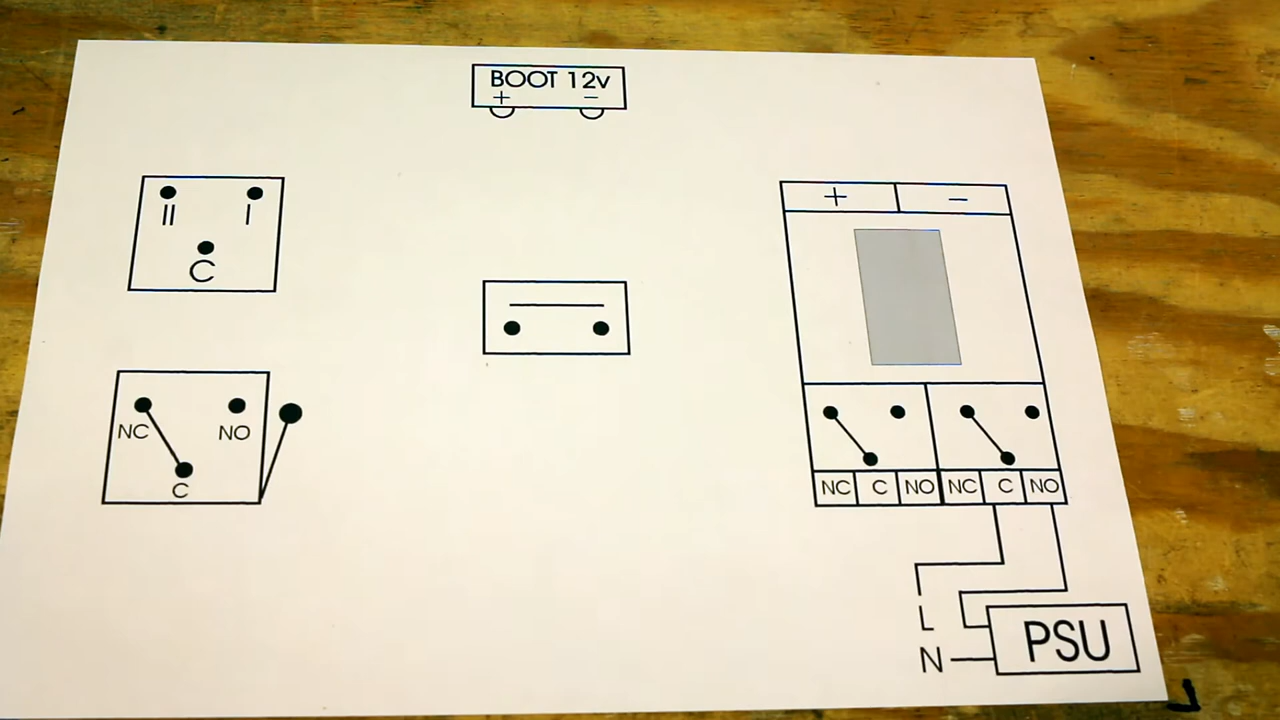 BOOT 12v
+ −
II I
C
+ −
NC NO
C
NC C NO NC C NO
L
N
PSU